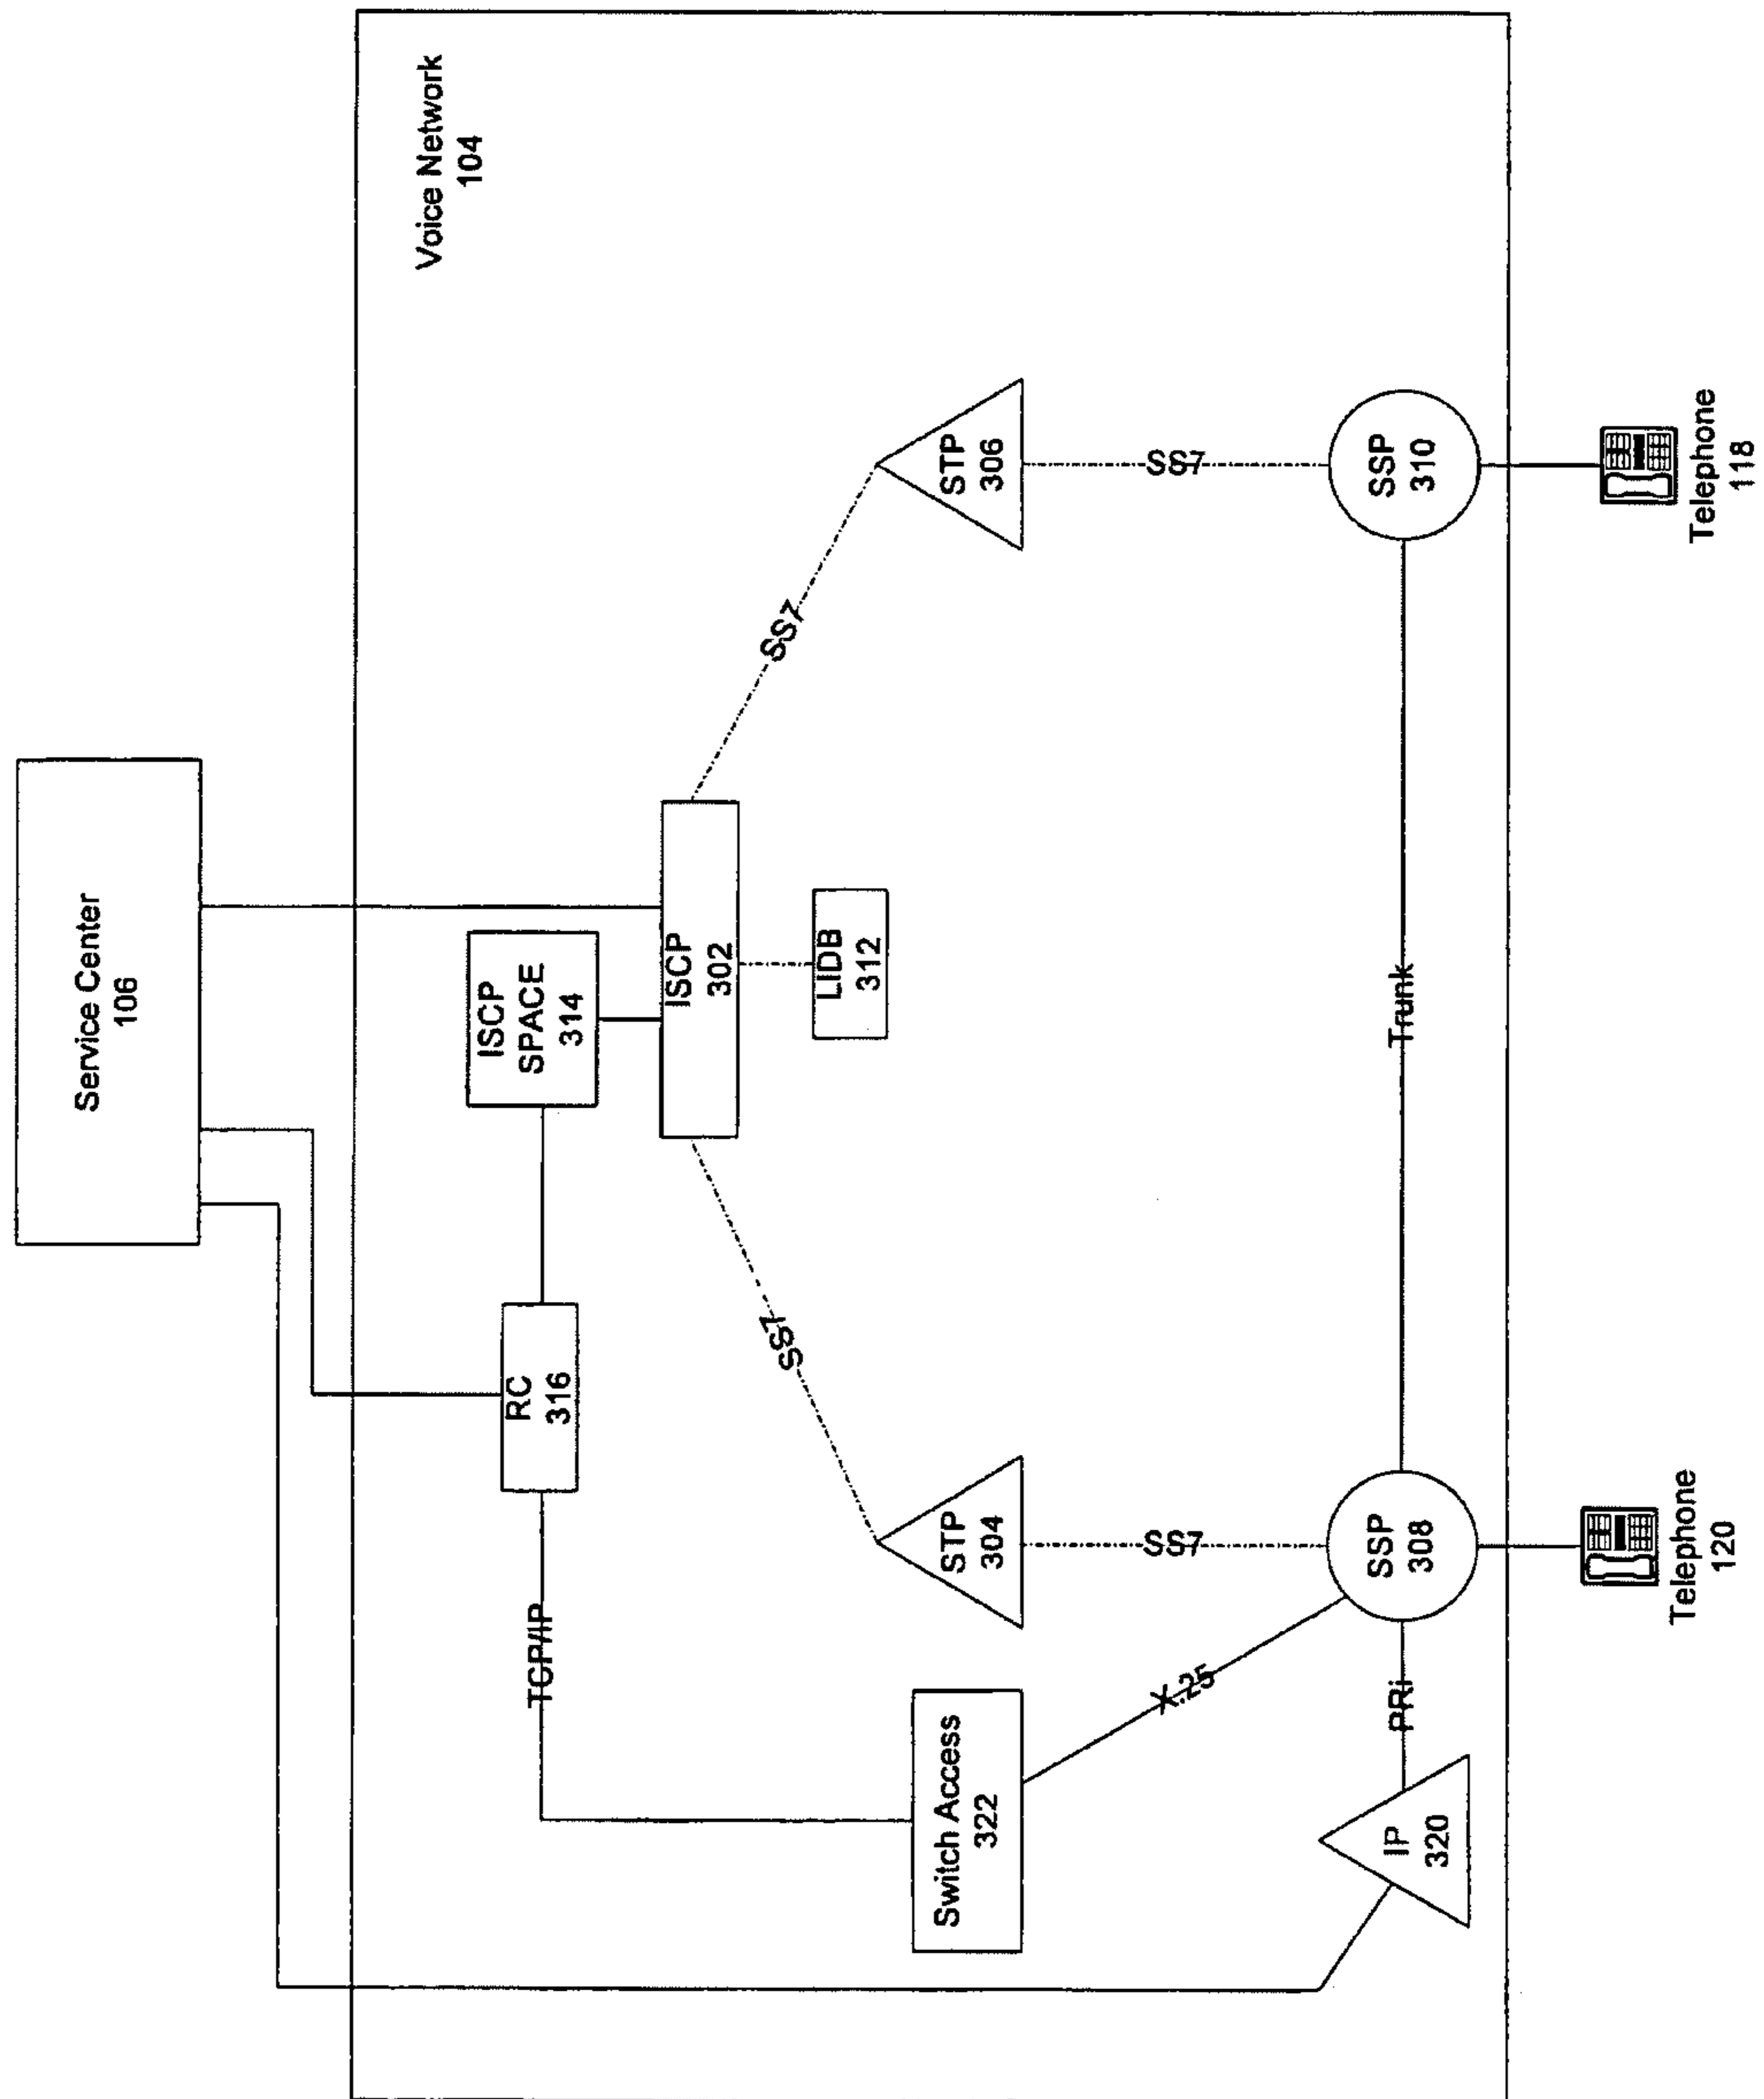 Service Center
106
Voice Network
104
ISCP
SPACE
314
RC
316
ISCP
302
LIDB
312
TCP/IP
SS7
SS7
Switch Access
322
STP
304
STP
306
X.25
SS7
SS7
IP
320
PRi
SSP
308
Trunk
SSP
310
Telephone
120
Telephone
118